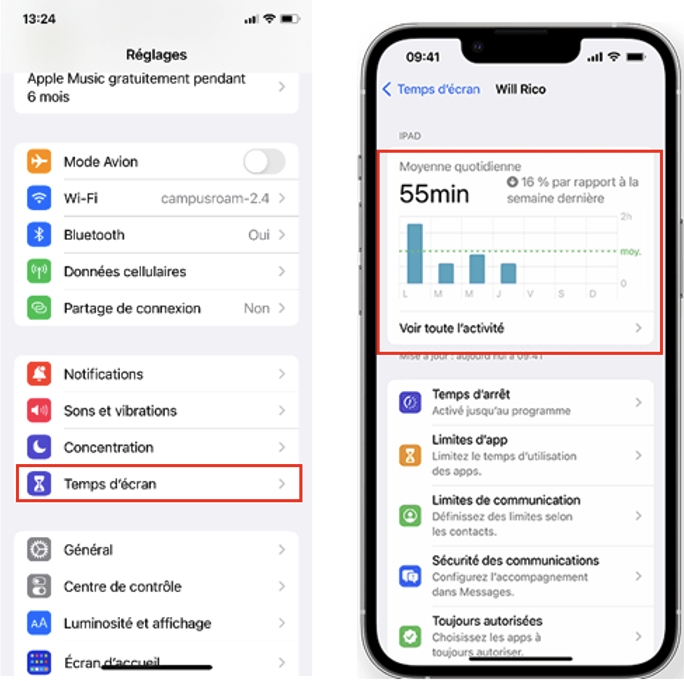 13:24
Réglages
Apple Music gratuitement pendant
6 mois
Mode Avion
Wi-Fi campusroam-2.4
Bluetooth Oui
Données cellulaires
Partage de connexion Non
Notifications
Sons et vibrations
Concentration
Temps d'écran
Général
Centre de contrôle
AA Luminosité et affichage
Écran d'accueil
09:41
Temps d'écran Will Rico
IPAD
Moyenne quotidienne
55min
16 % par rapport à la
semaine dernière
2h
moy.
0
L M M J V S D
Voir toute l'activité
Mise à jour : aujourd'hui à 09:41
Temps d'arrêt
Activé jusqu'au programme
Limites d'app
Limitez le temps d'utilisation
des apps.
Limites de communication
Définissez des limites selon
les contacts.
Sécurité des communications
Configurez l'accompagnement
dans Messages.
Toujours autorisées
Choisissez les apps à
toujours autoriser.